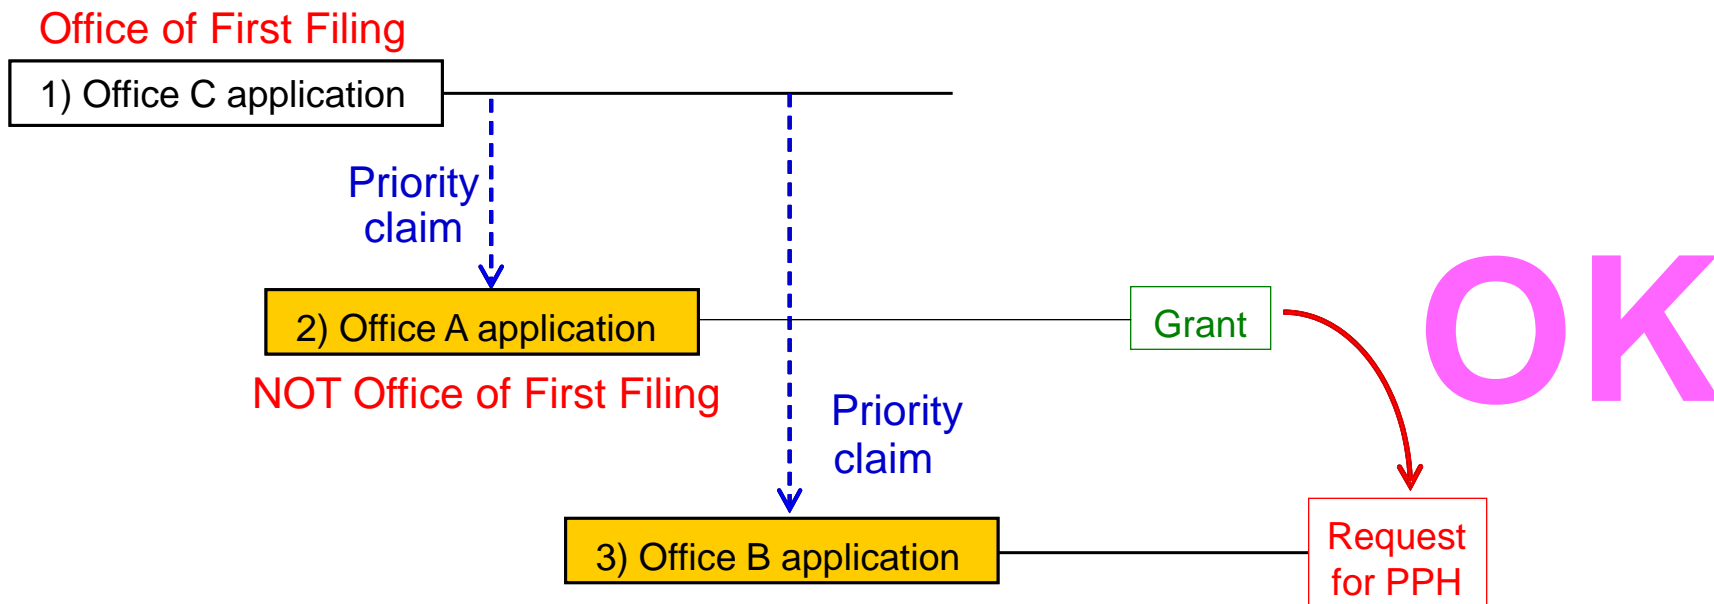 Office of First Filing
1) Office C application
Priority
claim
2) Office A application
Grant
OK
NOT Office of First Filing
Priority
claim
3) Office B application
Request
for PPH